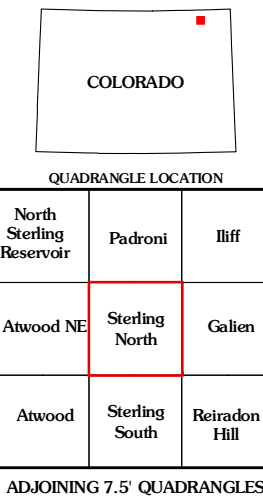 COLORADO
QUADRANGLE LOCATION
North
Sterling
Reservoir
Padroni
Iliff
Atwood NE
Sterling
North
Galien
Atwood
Sterling
South
Reiradon
Hill
ADJOINING 7.5' QUADRANGLES